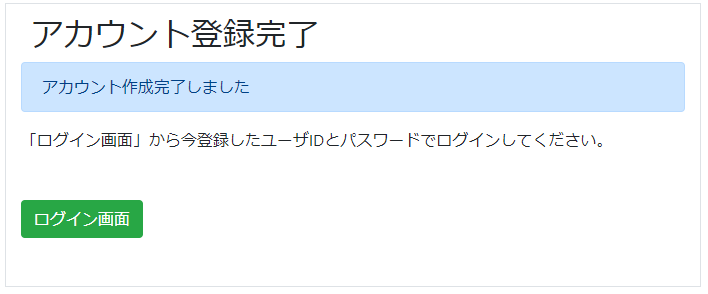 アカウント登録完了
アカウント作成完了しました
「ログイン画面」から今登録したユーザIDとパスワードでログインしてください。
ログイン画面